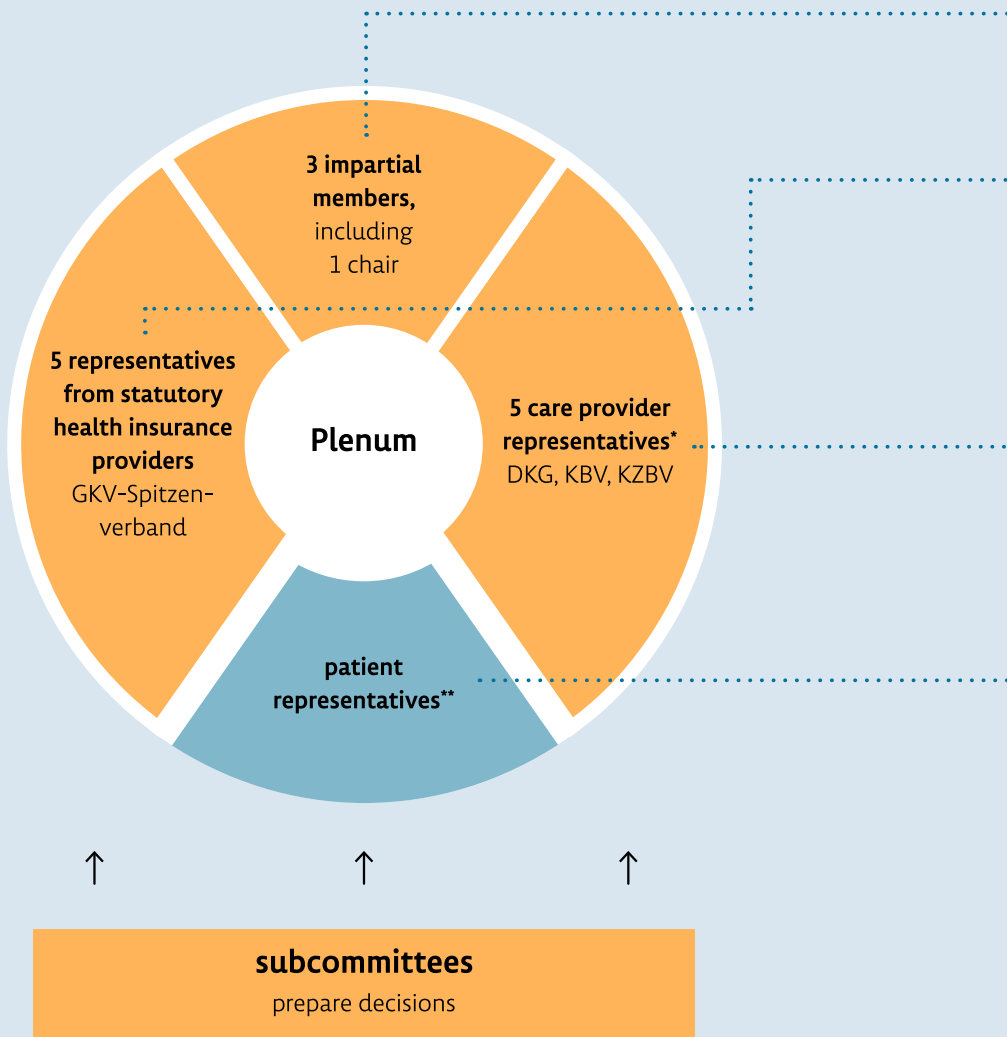 3 impartial
members,
including
1 chair
5 representatives
from statutory
health insurance
providers
GKV-Spitzen-
verband
Plenum
5 care provider
representatives*
DKG, KBV, KZBV
patient
representatives**
subcommittees
prepare decisions